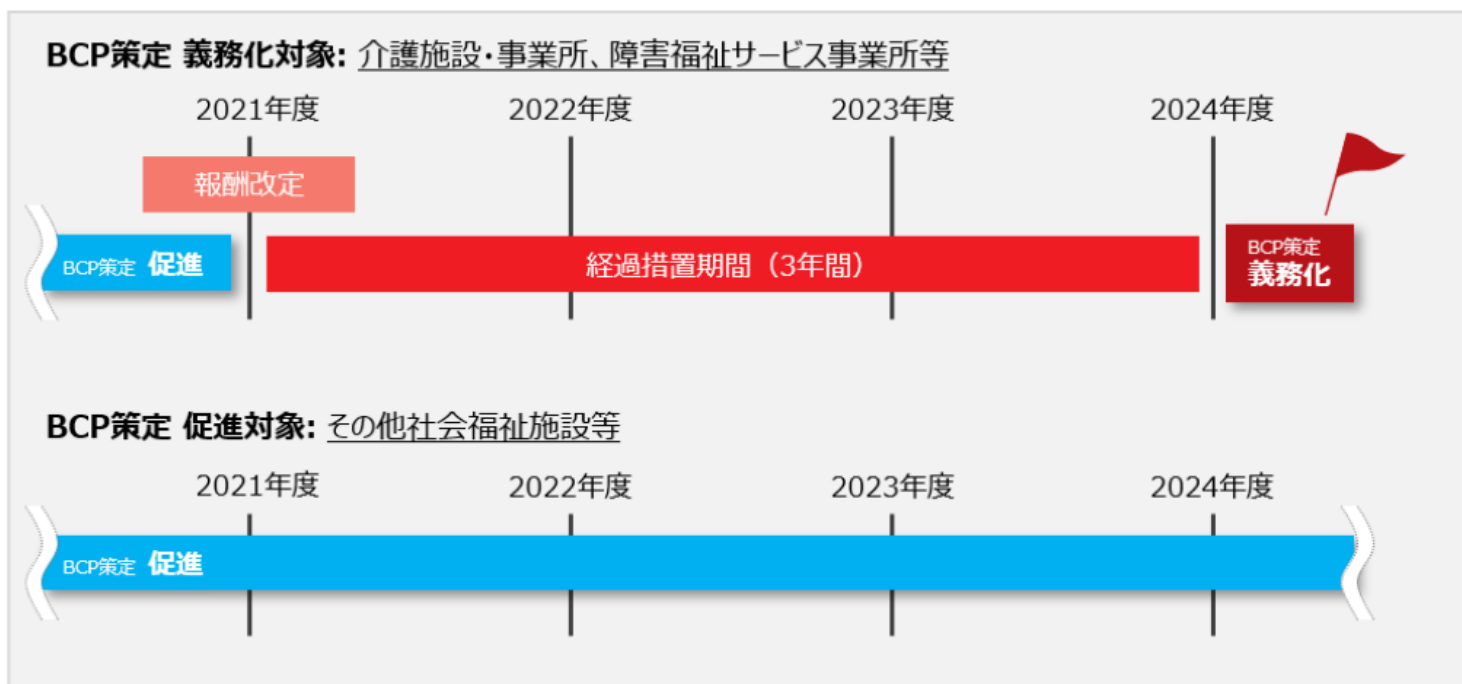 BCP策定 義務化対象: 介護施設・事業所、障害福祉サービス事業所等
2021年度 2022年度 2023年度 2024年度
報酬改定
BCP策定 促進
経過措置期間（3年間）
BCP策定
義務化
BCP策定 促進対象: その他社会福祉施設等
2021年度 2022年度 2023年度 2024年度
BCP策定 促進